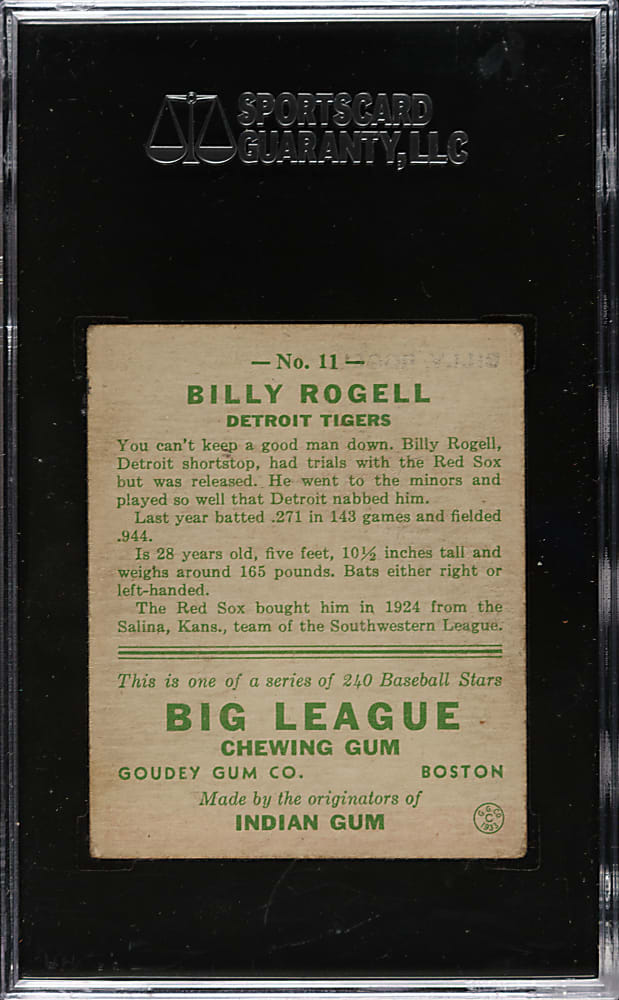 SPORTSCARD
GUARANTY, LLC
— No. 11 —
BILLY ROGELL
DETROIT TIGERS
You can't keep a good man down. Billy Rogell,
Detroit shortstop, had trials with the Red Sox
but was released. He went to the minors and
played so well that Detroit nabbed him.
Last year batted .271 in 143 games and fielded
.944.
Is 28 years old, five feet, 10½ inches tall and
weighs around 165 pounds. Bats either right or
left-handed.
The Red Sox bought him in 1924 from the
Salina, Kans., team of the Southwestern League.
This is one of a series of 240 Baseball Stars
BIG LEAGUE
CHEWING GUM
GOUDEY GUM CO. BOSTON
Made by the originators of
INDIAN GUM
G. G. CO.
C
1933